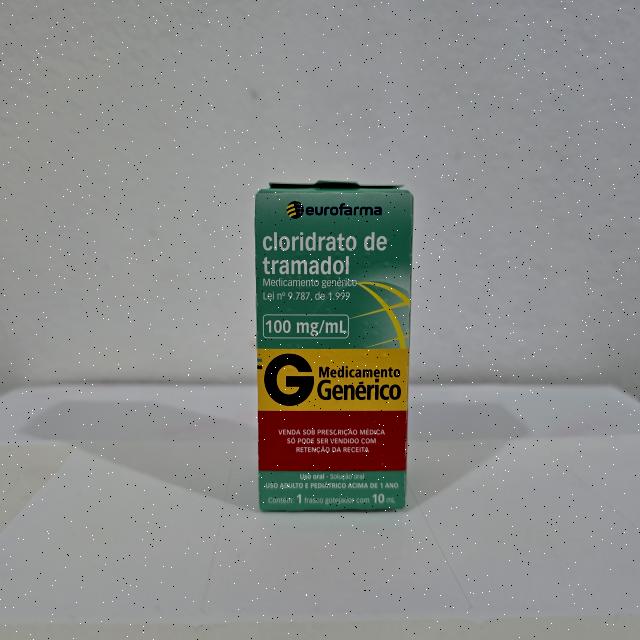 eurofarma
cloridrato de
tramadol
Medicamento genérico
Lei nº 9.787, de 1.999
100 mg/mL
G Medicamento
Genérico
VENDA SOB PRESCRIÇÃO MÉDICA
SÓ PODE SER VENDIDO COM
RETENÇÃO DA RECEITA
Uso oral - Solução oral
USO ADULTO E PEDIÁTRICO ACIMA DE 1 ANO
Contém: 1 frasco gotejador com 10 mL